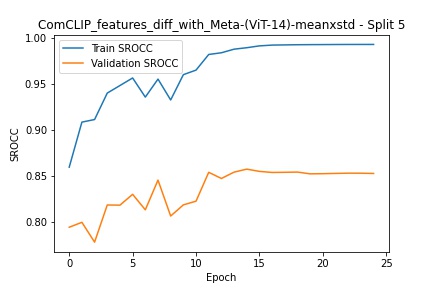 ComCLIP_features_diff_with_Meta-(ViT-14)-meanxstd - Split 5
1.00
0.95
0.90
0.85
0.80
SROCC
Train SROCC
Validation SROCC
0 5 10 15 20 25
Epoch